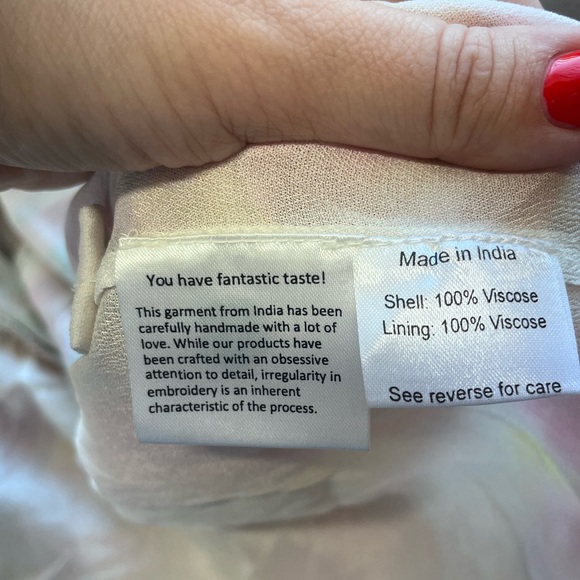 You have fantastic taste!
This garment from India has been
carefully handmade with a lot of
love. While our products have
been crafted with an obsessive
attention to detail, irregularity in
embroidery is an inherent
characteristic of the process.
Made in India
Shell: 100% Viscose
Lining: 100% Viscose
See reverse for care